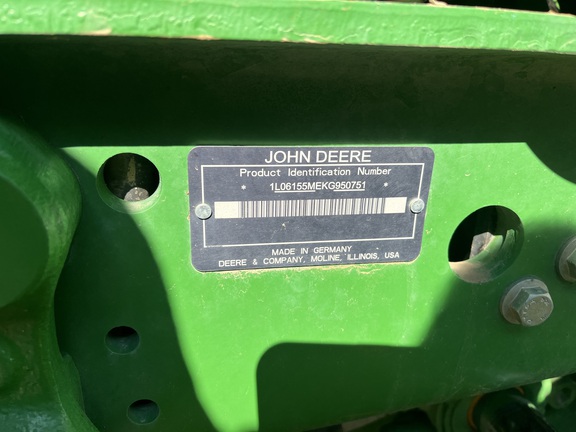 JOHN DEERE
Product Identification Number
* 1L06155MEKG950751 *
MADE IN GERMANY
DEERE & COMPANY, MOLINE, ILLINOIS, USA